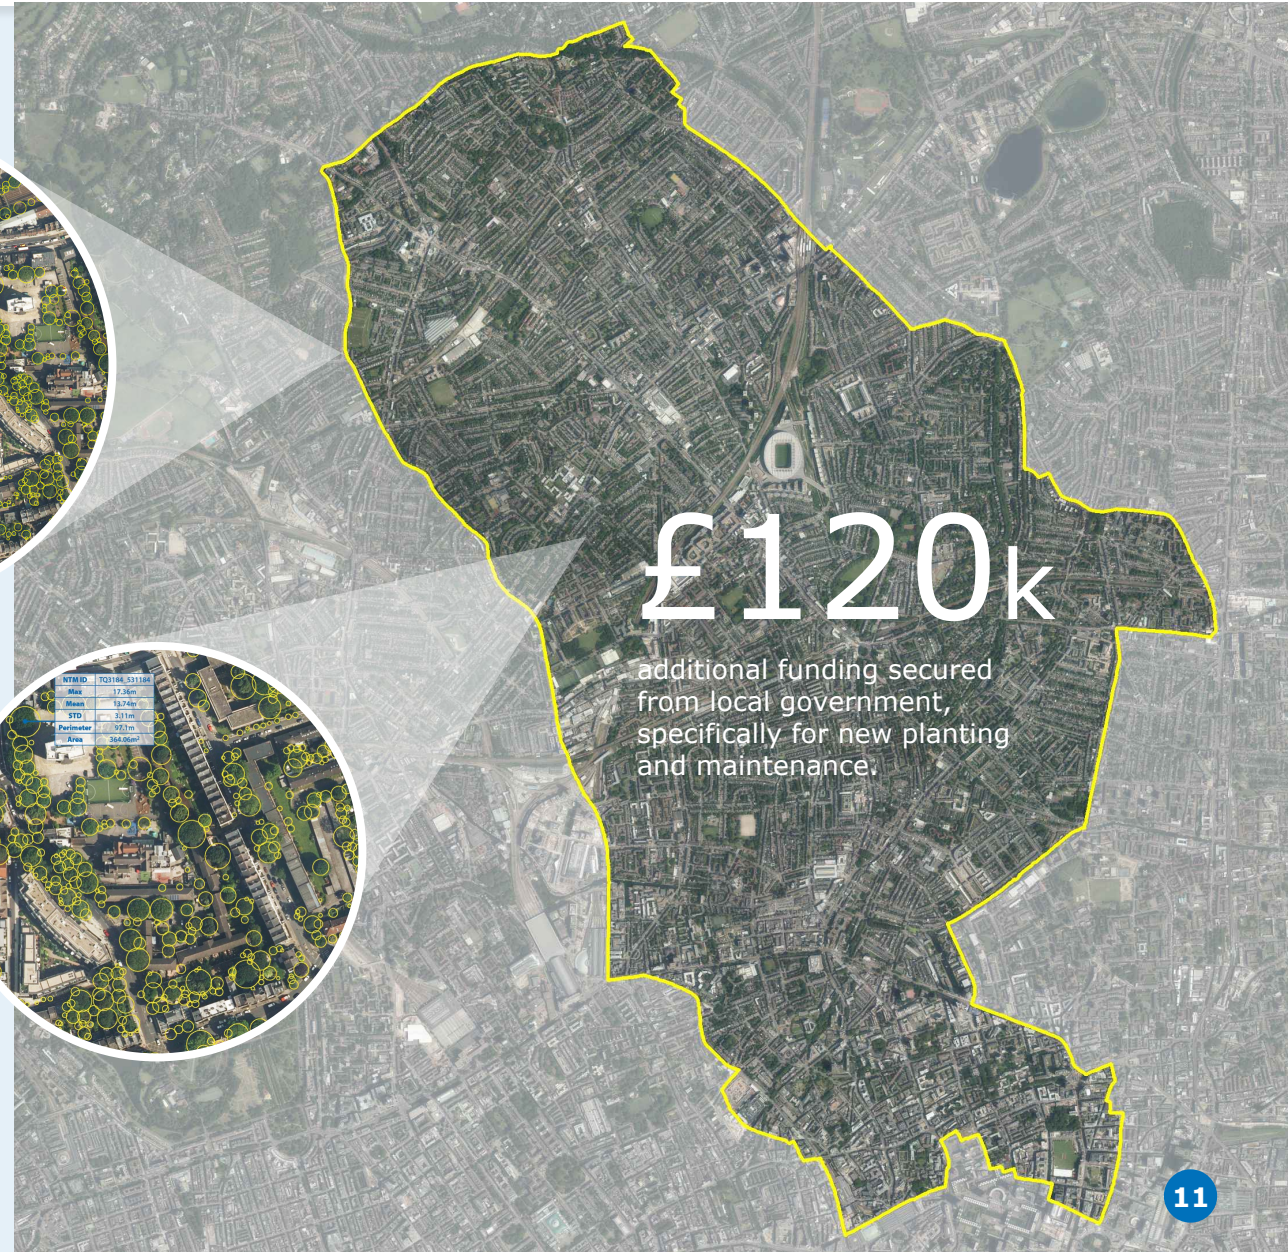 £120k
additional funding secured
from local government,
specifically for new planting
and maintenance.
NTM ID TQ3184_531184
Max 17.36m
Mean 13.74m
STD 3.11m
Perimeter 97.1m
Area 364.06m²
11